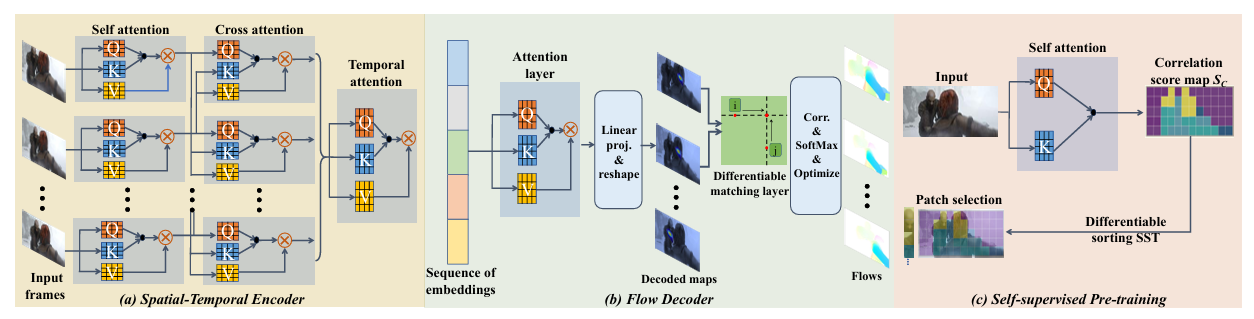 Self attention
Q
K
V
Q
K
V
Q
K
V
Cross attention
Q
K
V
Q
K
V
Q
K
V
Temporal
attention
Q
K
V
Input
frames
(a) Spatial-Temporal Encoder
Sequence of
embeddings
Attention
layer
Q
K
V
Linear
proj.
&
reshape
Decoded maps
i
j
Differentiable
matching layer
Corr.
&
SoftMax
&
Optimize
Flows
(b) Flow Decoder
Input
Self attention
Q
K
Correlation
score map SC
Patch selection
Differentiable
sorting SST
(c) Self-supervised Pre-training